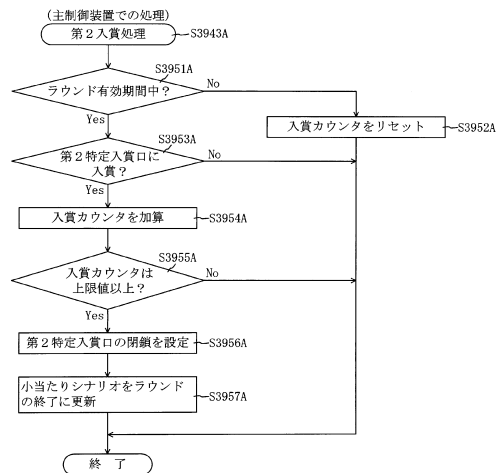 (主制御装置での処理)
第2入賞処理
S3943A
S3951A
ラウンド有効期間中?
No
Yes
入賞カウンタをリセット
S3952A
S3953A
第2特定入賞口に
入賞?
No
Yes
入賞カウンタを加算
S3954A
S3955A
入賞カウンタは
上限値以上?
No
Yes
第2特定入賞口の閉鎖を設定
S3956A
小当たりシナリオをラウンド
の終了に更新
S3957A
終 了